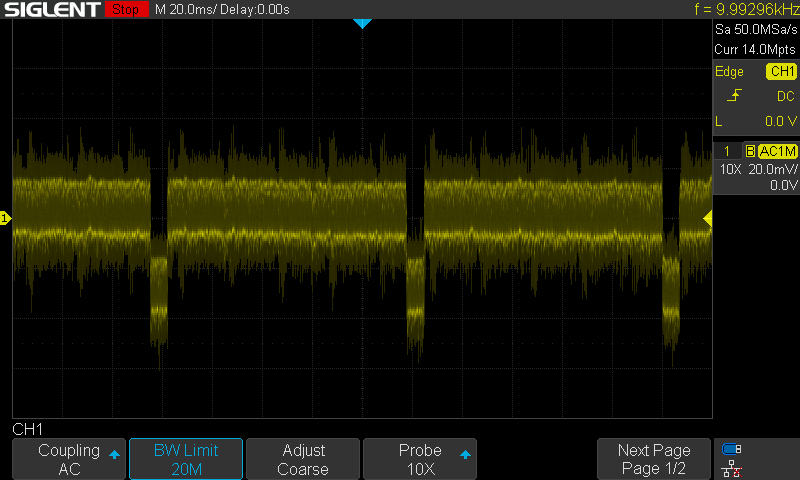 SIGLENT Stop M 20.0ms/ Delay:0.00s f = 9.99296kHz
Sa 50.0MSa/s
Curr 14.0Mpts
Edge CH1
DC
L 0.0 V
1 B AC1M
10X 20.0mV/
0.0V
1
CH1
Coupling BW Limit Adjust Probe Next Page
AC 20M Coarse 10X Page 1/2